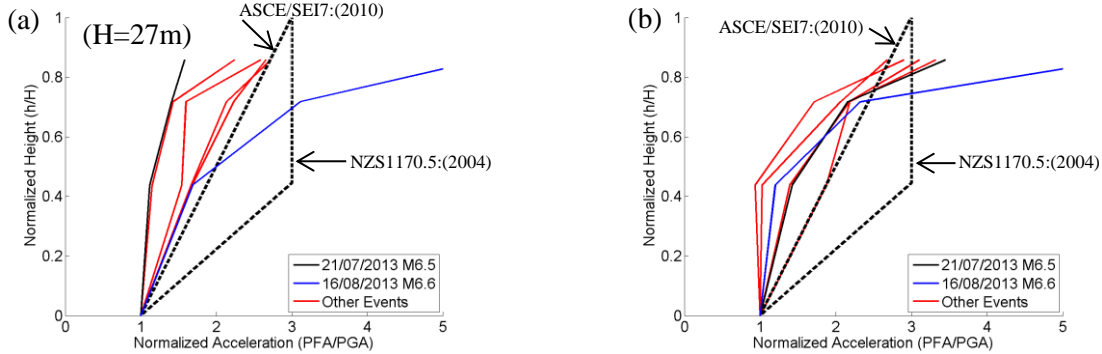 (a)
(H=27m)
ASCE/SEI7:(2010)
NZS1170.5:(2004)
Normalized Height (h/H)
1
0.8
0.6
0.4
0.2
0
0 1 2 3 4 5
Normalized Acceleration (PFA/PGA)
21/07/2013 M6.5
16/08/2013 M6.6
Other Events
(b)
ASCE/SEI7:(2010)
NZS1170.5:(2004)
Normalized Height (h/H)
1
0.8
0.6
0.4
0.2
0
0 1 2 3 4 5
Normalized Acceleration (PFA/PGA)
21/07/2013 M6.5
16/08/2013 M6.6
Other Events